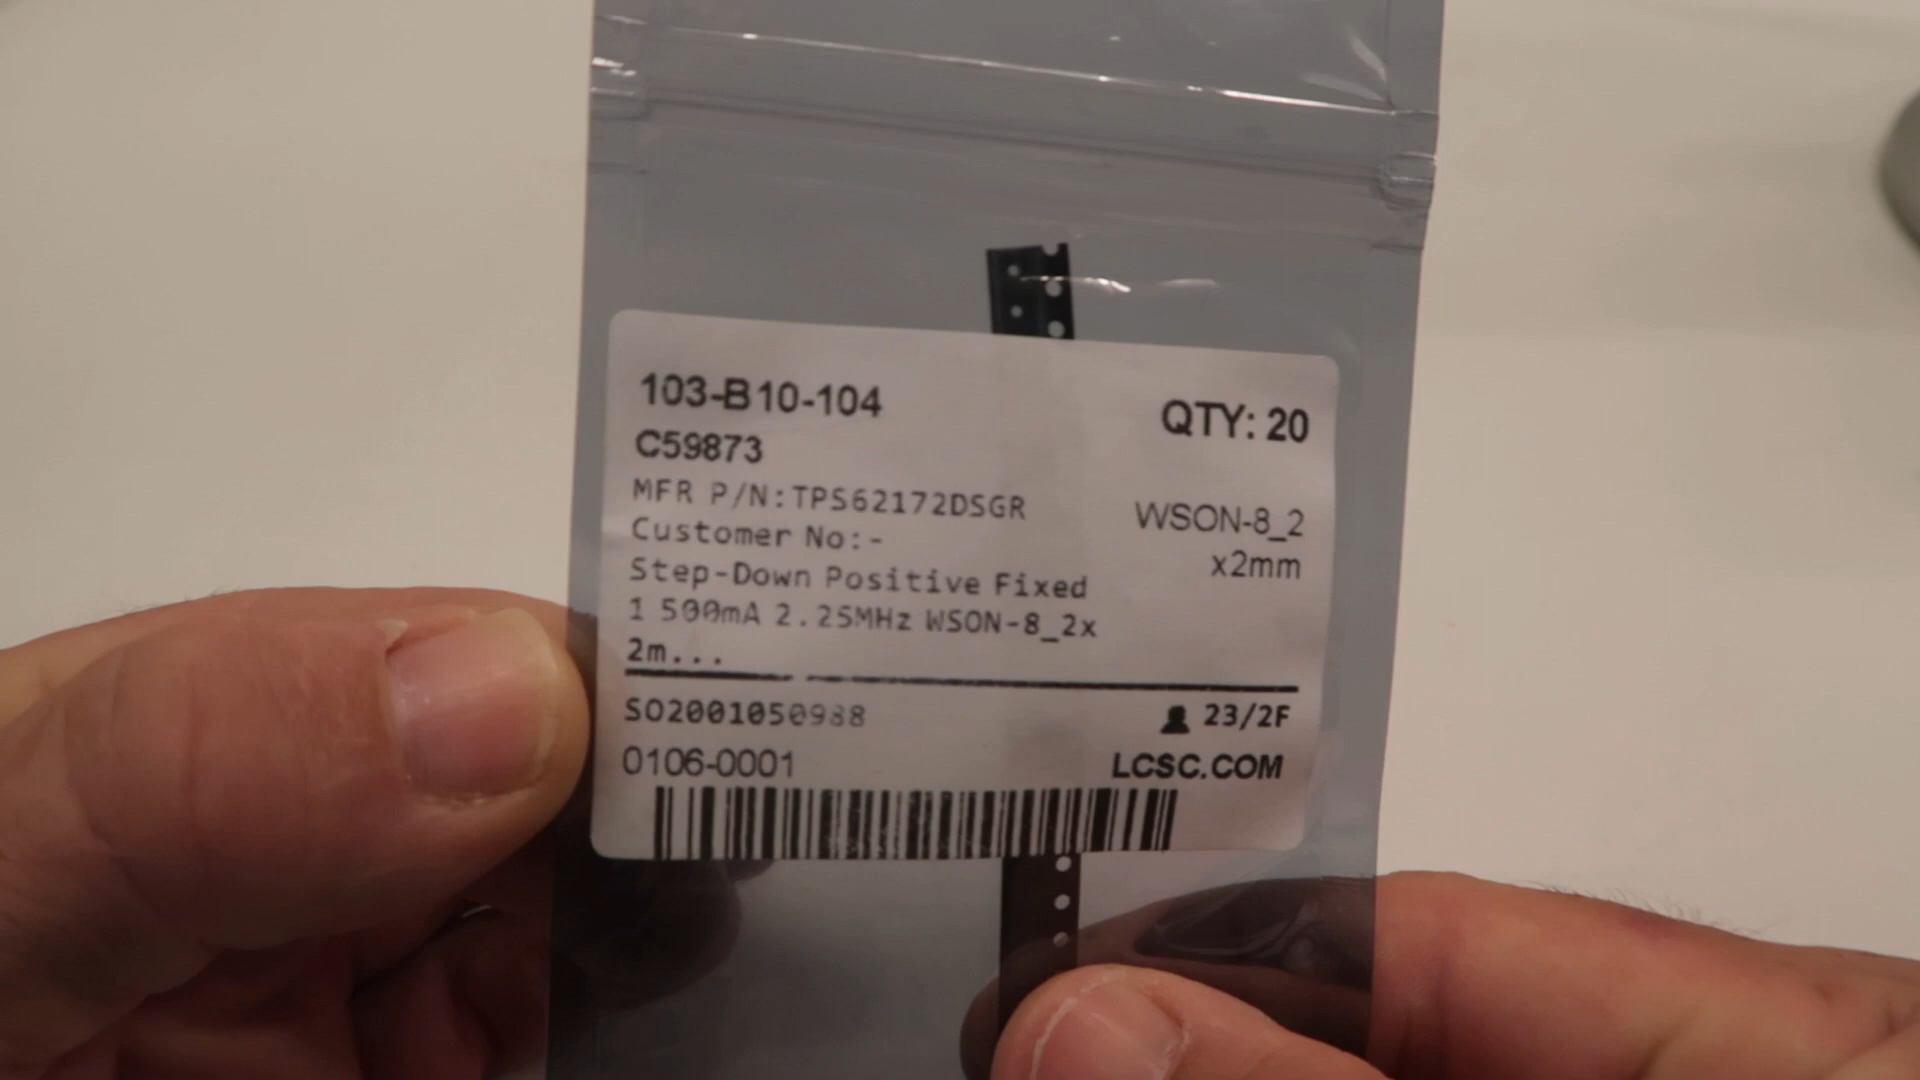 103-B10-104
QTY: 20
C59873
MFR P/N:TPS62172DSGR
WSON-8_2
x2mm
Customer No:-
Step-Down Positive Fixed
1 500mA 2.25MHz WSON-8_2x
2m...
SO2001050988
23/2F
0106-0001
LCSC.COM